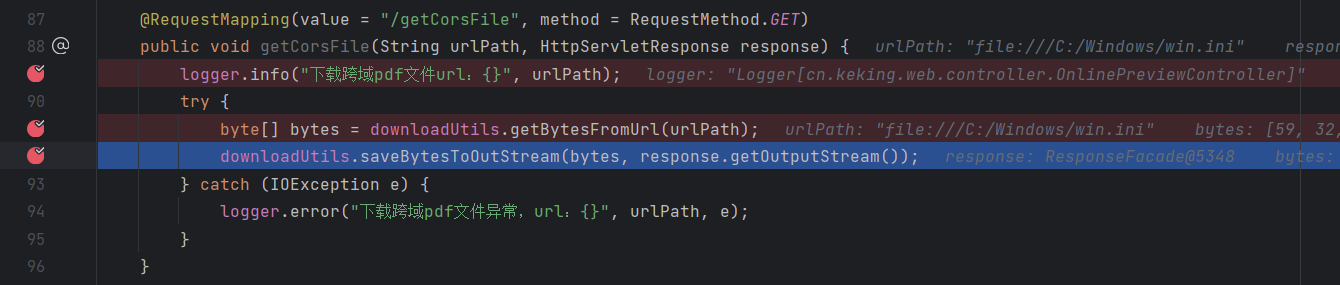 87 @RequestMapping(value = "/getCorsFile", method = RequestMethod.GET)
88 @ public void getCorsFile(String urlPath, HttpServletResponse response) { urlPath: "file:///C:/Windows/win.ini" respon
logger.info("下载跨域pdf文件url：{}", urlPath); logger: "Logger[cn.keking.web.controller.OnlinePreviewController]"
90 try {
byte[] bytes = downloadUtils.getBytesFromUrl(urlPath); urlPath: "file:///C:/Windows/win.ini" bytes: [59, 32,
downloadUtils.saveBytesToOutStream(bytes, response.getOutputStream()); response: ResponseFacade@5348 bytes:
93 } catch (IOException e) {
94 logger.error("下载跨域pdf文件异常，url：{}", urlPath, e);
95 }
96 }